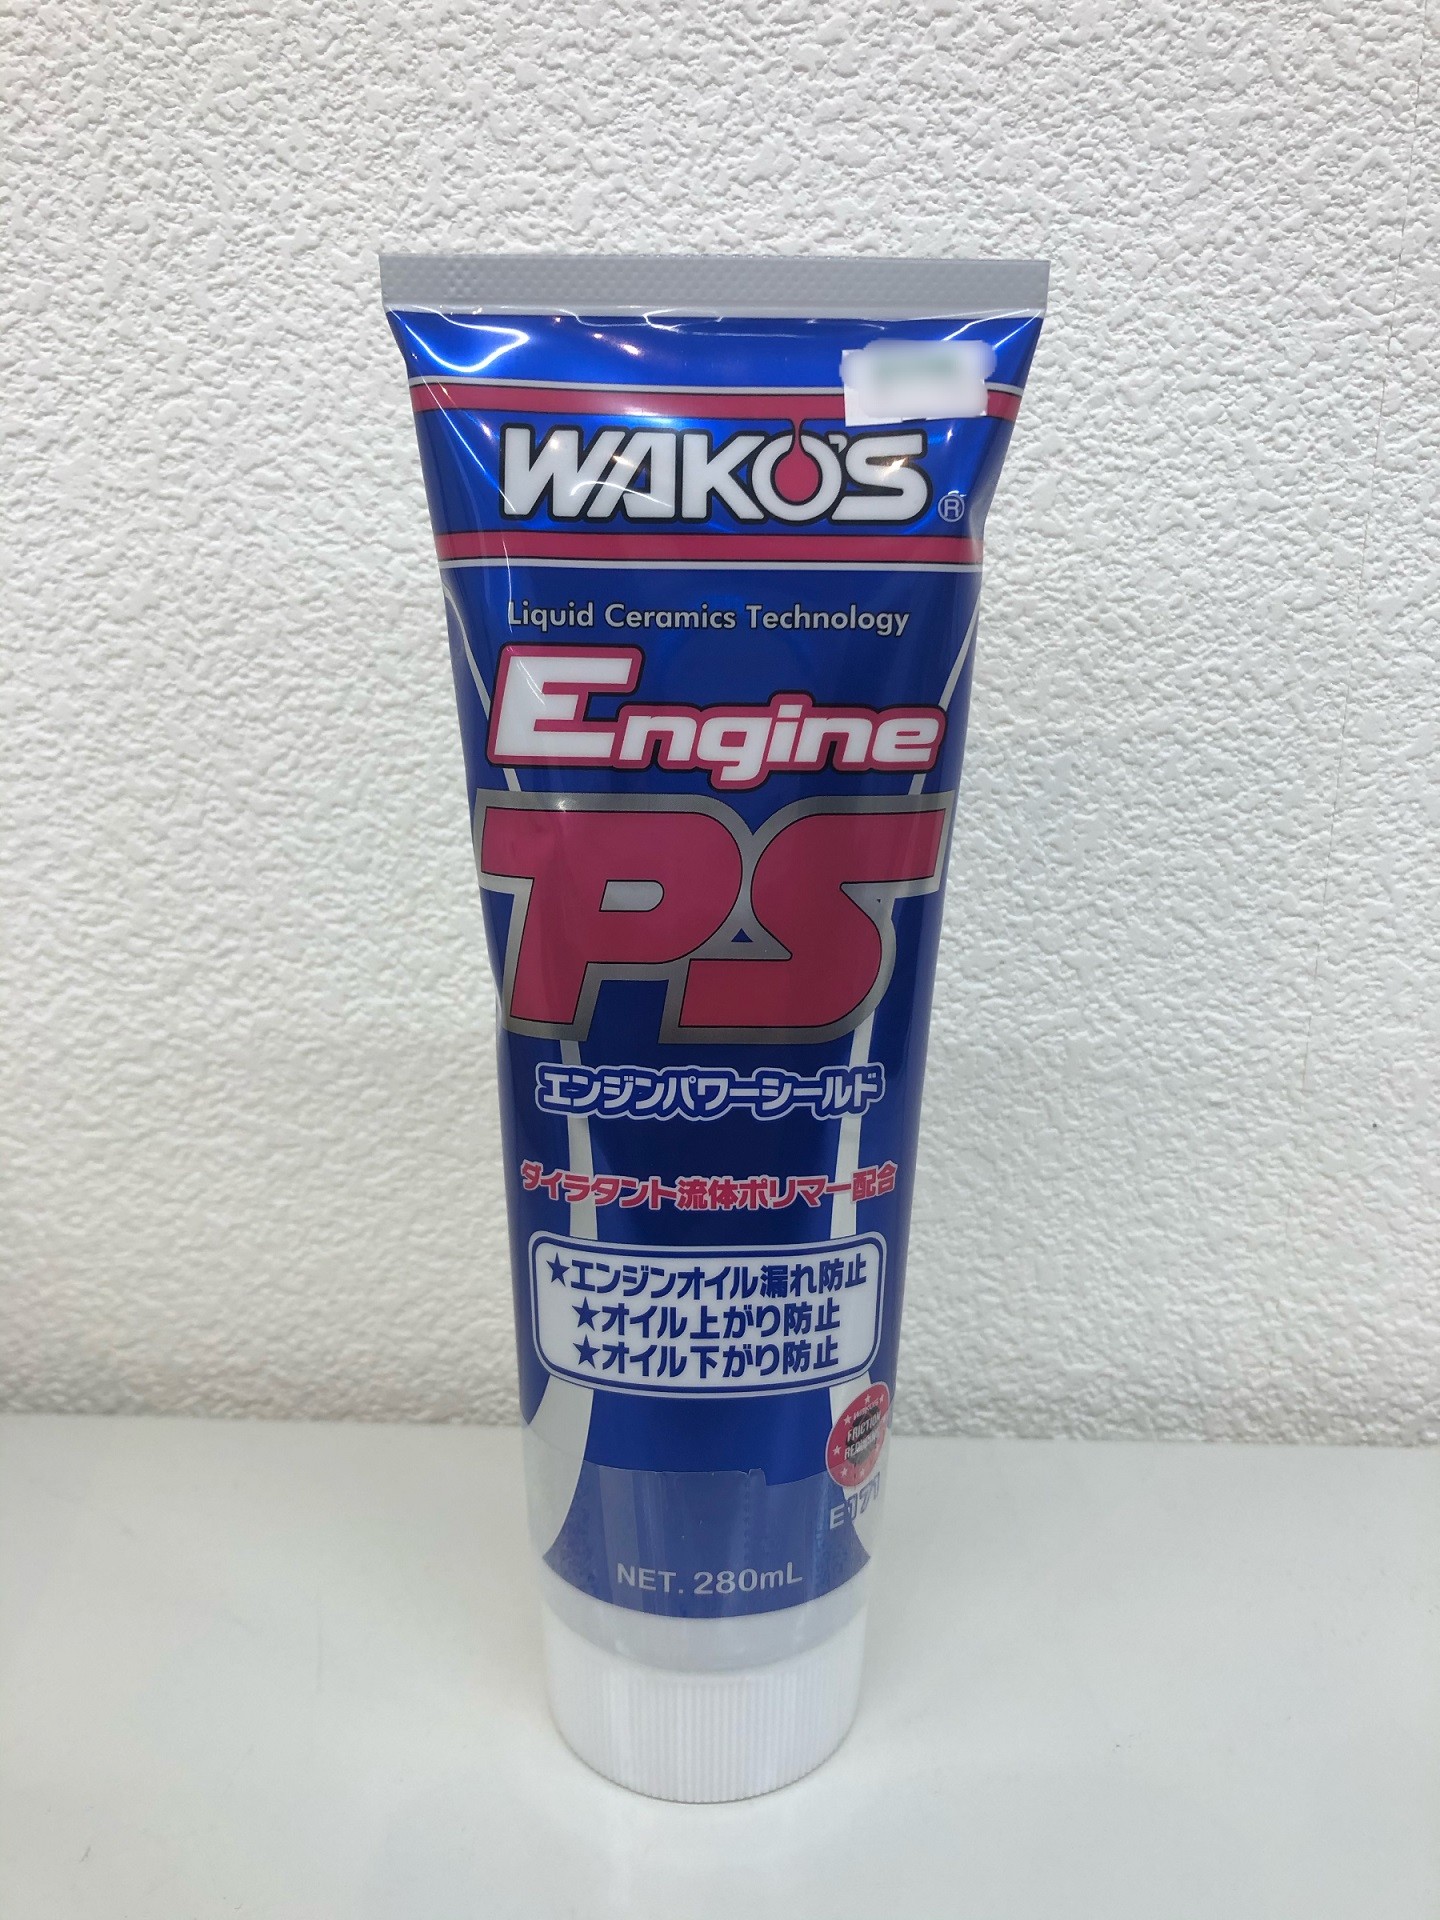 WAKO'S®
Liquid Ceramics Technology
Engine
PS
エンジンパワーシールド
ダイラタント流体ポリマー配合
★エンジンオイル漏れ防止
★オイル上がり防止
★オイル下がり防止
FRICTION
E171
NET. 280mL